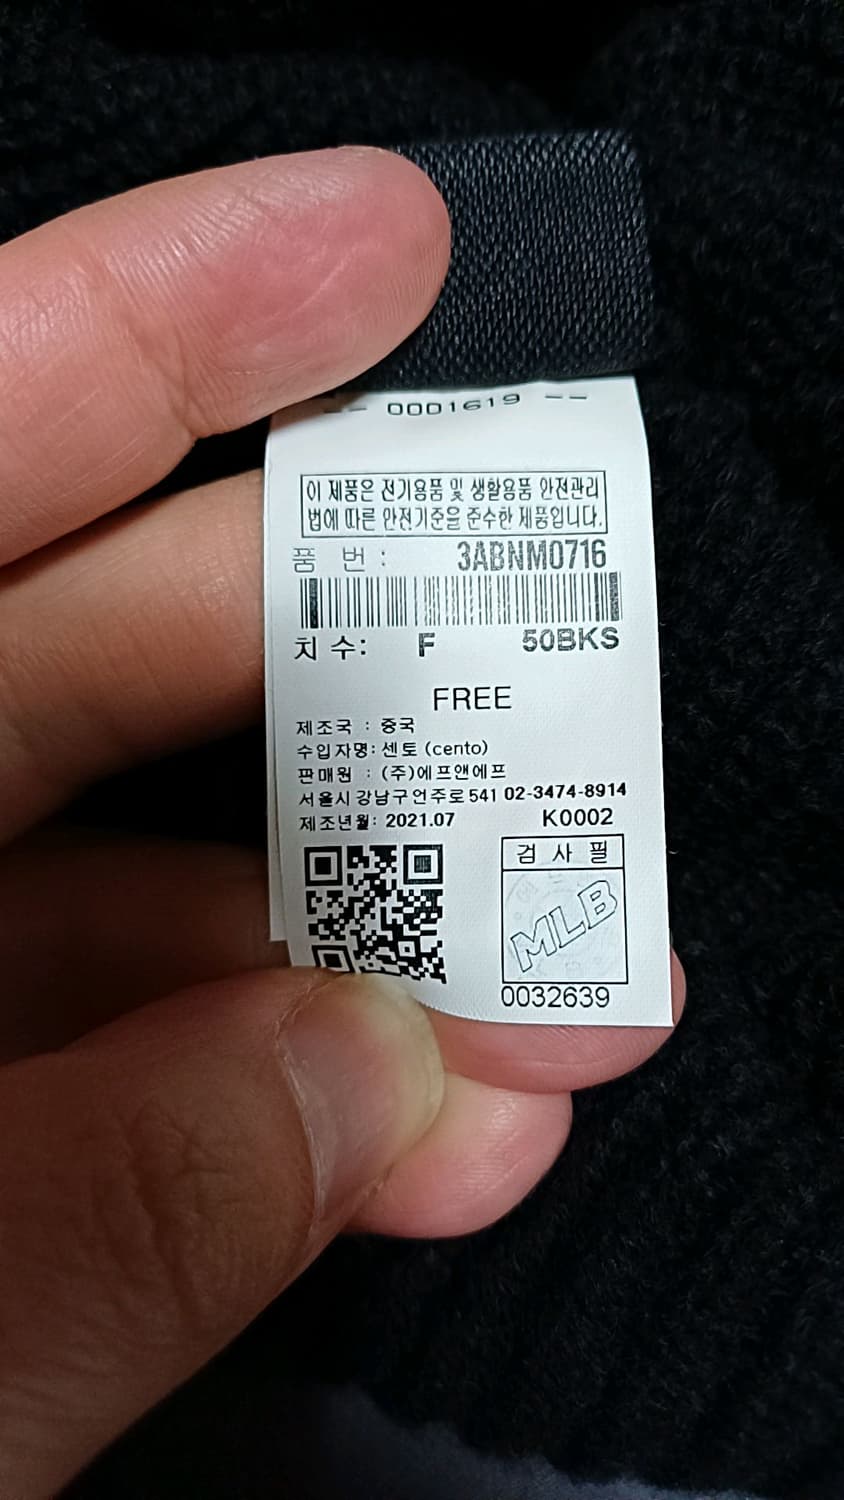 -- 0001619 --
이 제품은 전기용품 및 생활용품 안전관리
법에 따른 안전기준을 준수한 제품입니다.
품 번 : 3ABNM0716
치 수: F 50BKS
FREE
제조국 : 중국
수입자명: 센토 (cento)
판매원 : (주)에프앤에프
서울시 강남구 언주로 541 02-3474-8914
제조년월: 2021.07 K0002
검 사 필
MLB
0032639